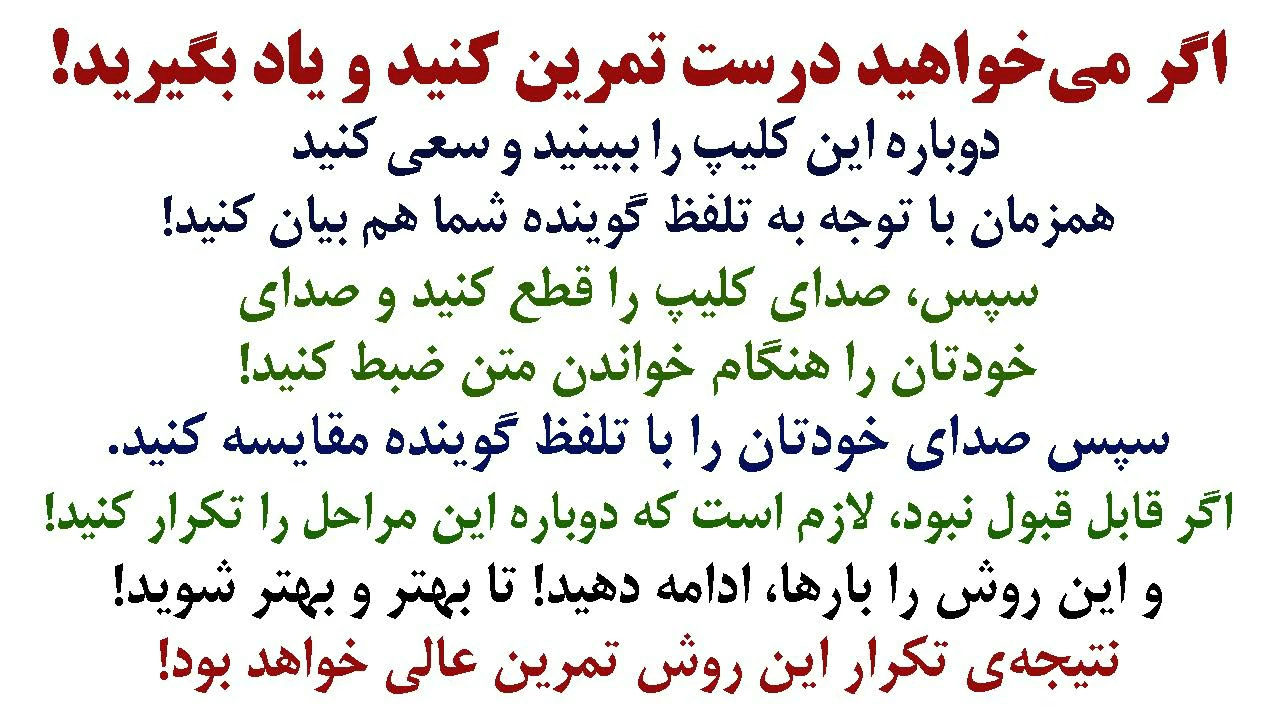 اگر می‌خواهید درست تمرین کنید و یاد بگیرید!
دوباره این کلیپ را ببینید و سعی کنید
همزمان با توجه به تلفظ گوینده شما هم بیان کنید!
سپس، صدای کلیپ را قطع کنید و صدای
خودتان را هنگام خواندن متن ضبط کنید!
سپس صدای خودتان را با تلفظ گوینده مقایسه کنید.
اگر قابل قبول نبود، لازم است که دوباره این مراحل را تکرار کنید!
و این روش را بارها، ادامه دهید! تا بهتر و بهتر شوید!
نتیجه‌ی تکرار این روش تمرین عالی خواهد بود!